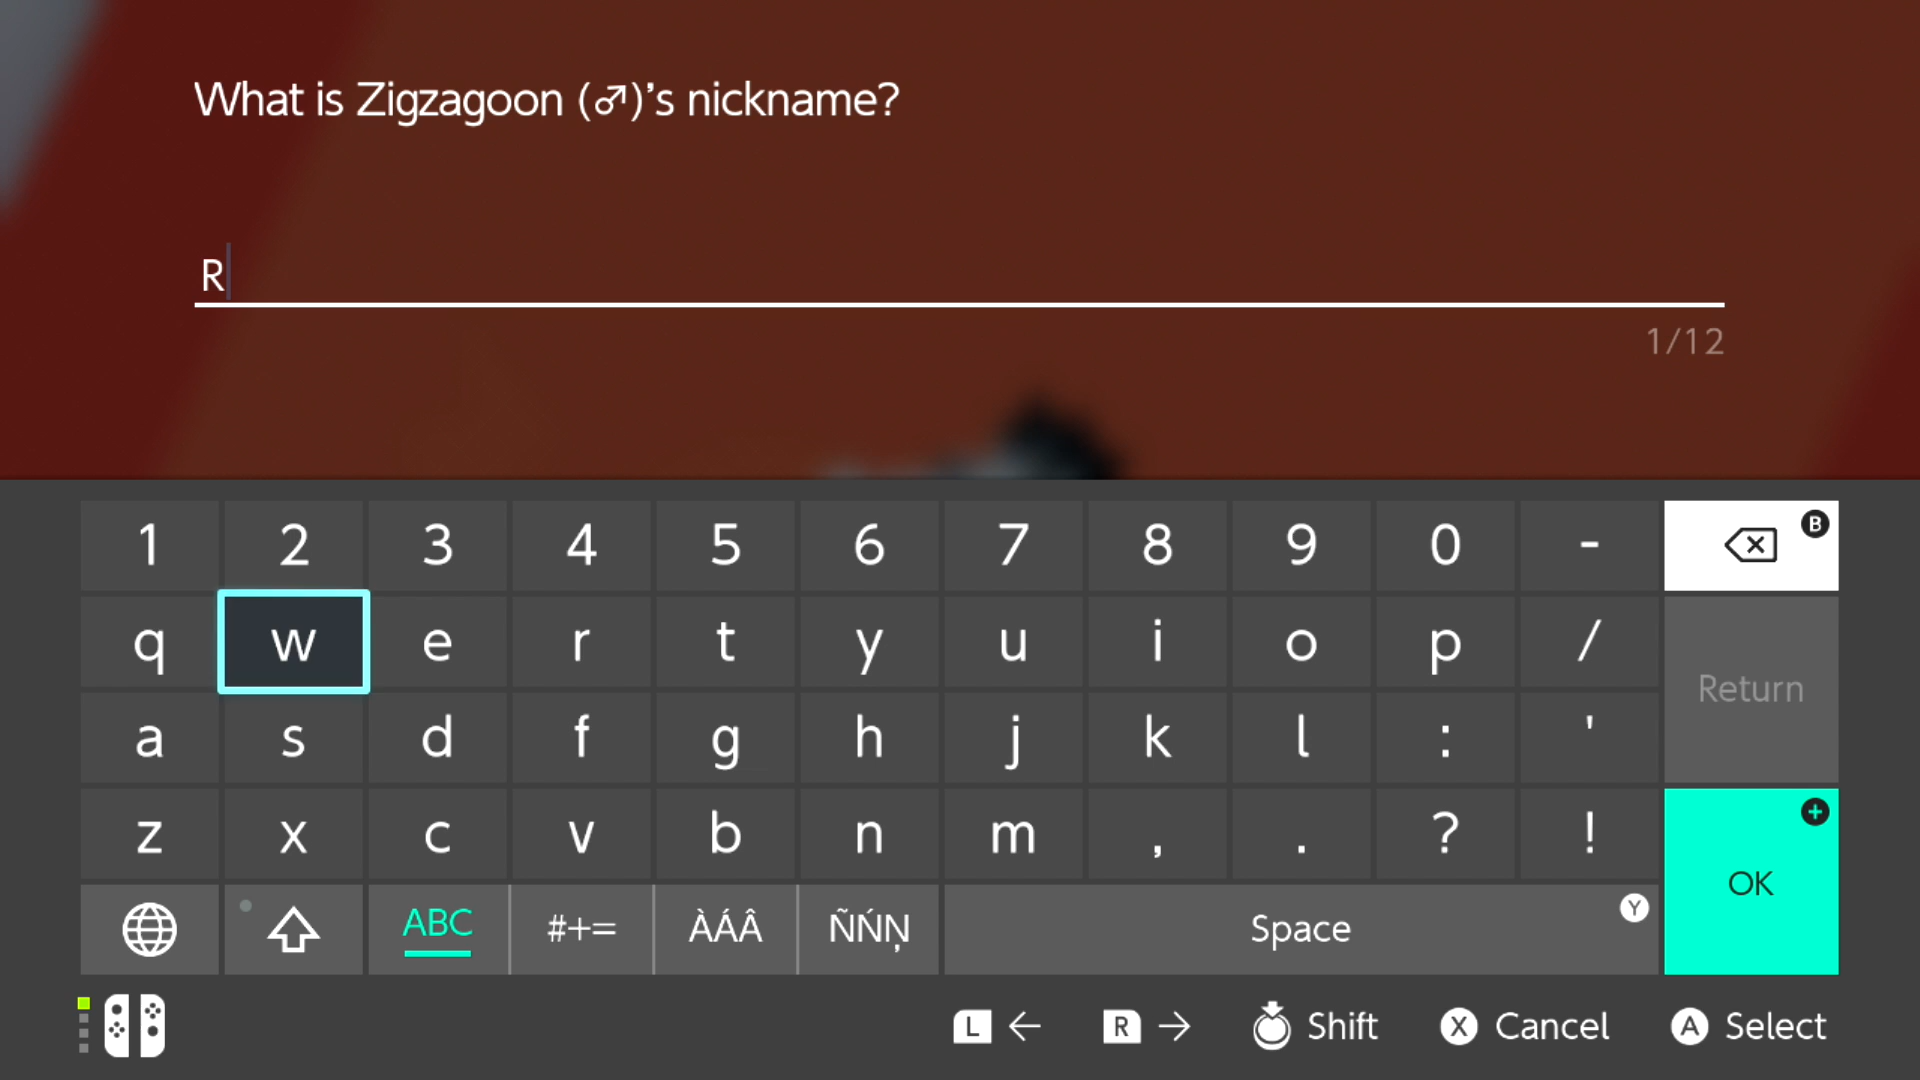 What is Zigzagoon (♂)'s nickname?
R
1/12
1 2 3 4 5 6 7 8 9 0 - B
q w e r t y u i o p / Return
a s d f g h j k l : '
z x c v b n m , . ? ! + OK
ABC #+= ÀÁÂ ÑŃŅ Space Y
L ← R → Shift X Cancel A Select